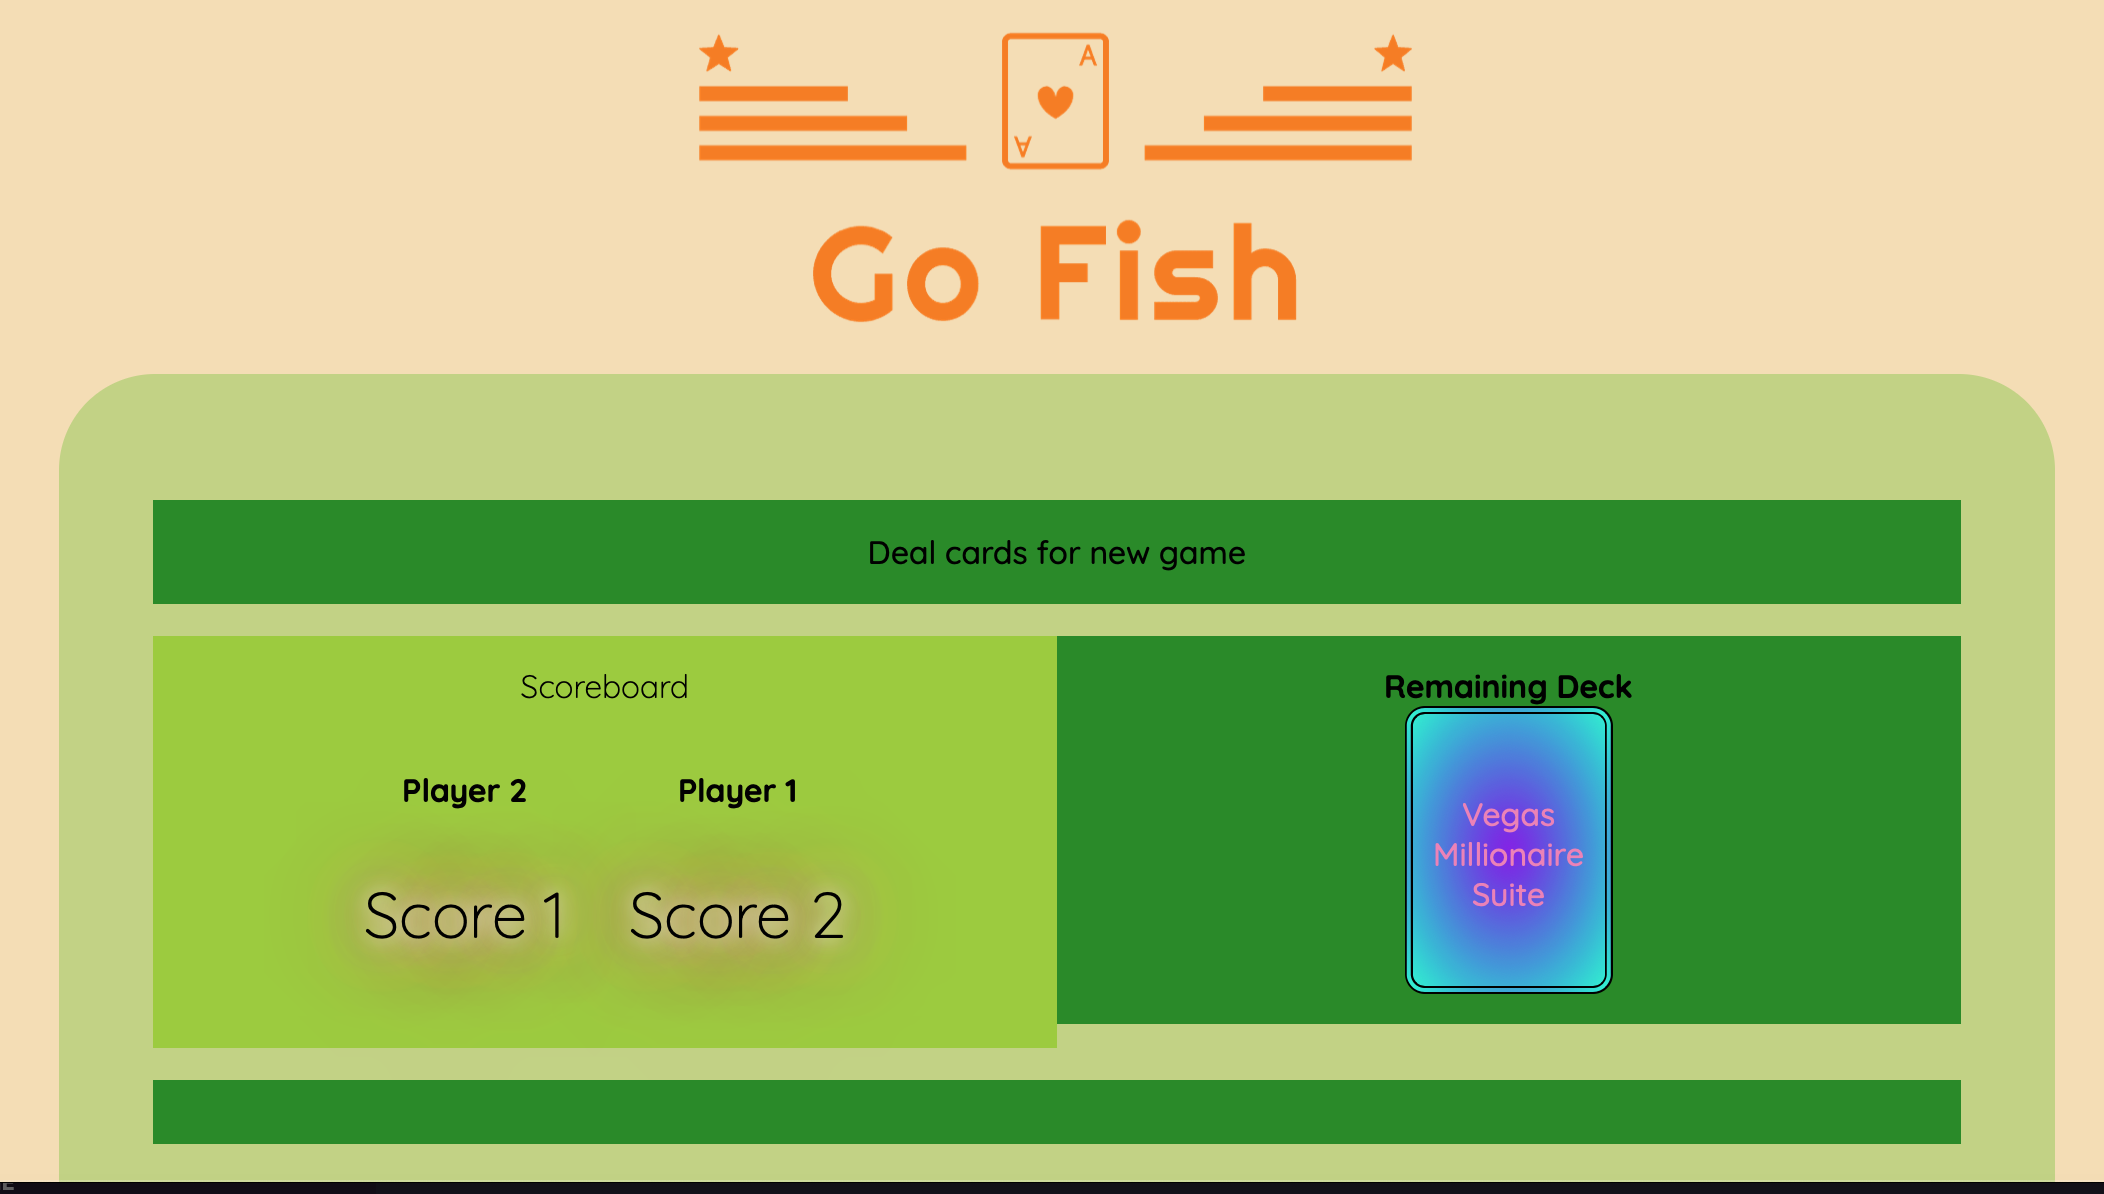 A
A
Go Fish
Deal cards for new game
Scoreboard
Player 2 Player 1
Score 1 Score 2
Remaining Deck
Vegas
Millionaire
Suite